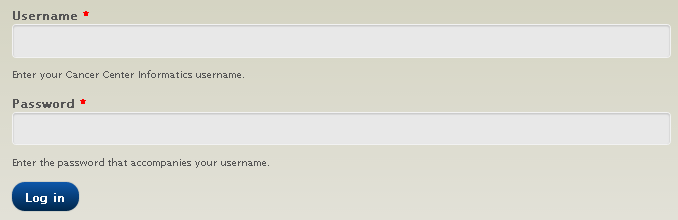 Username *
Enter your Cancer Center Informatics username.
Password *
Enter the password that accompanies your username.
Log in